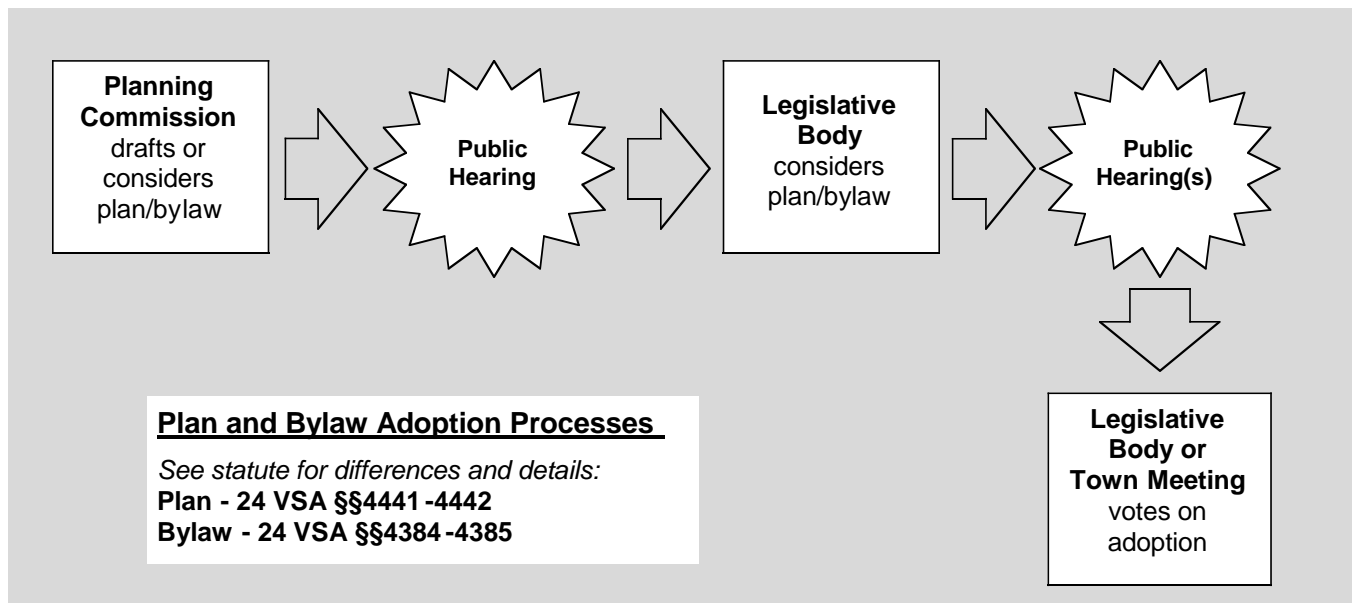 Planning
Commission
drafts or
considers
plan/bylaw
Public
Hearing
Legislative
Body
considers
plan/bylaw
Public
Hearing(s)
Legislative
Body or
Town Meeting
votes on
adoption
Plan and Bylaw Adoption Processes
See statute for differences and details:
Plan - 24 VSA §§4441-4442
Bylaw - 24 VSA §§4384-4385